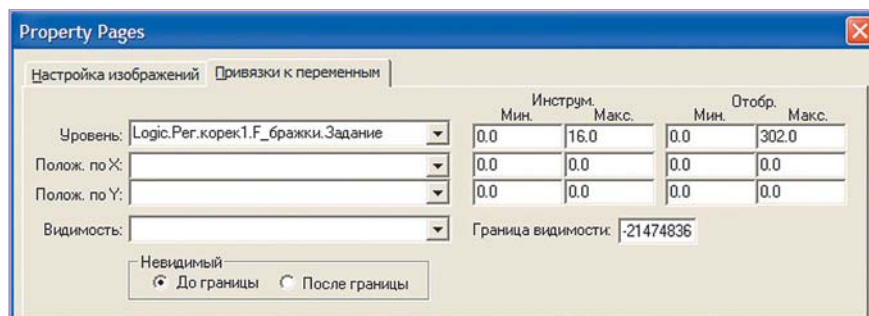 Property Pages
Настройка изображений Привязки к переменным
Инструм. Отобр.
Мин. Макс. Мин. Макс.
Уровень: Logic.Рег.корек1.F_бражки.Задание 0.0 16.0 0.0 302.0
Полож. по X: 0.0 0.0 0.0 0.0
Полож. по Y: 0.0 0.0 0.0 0.0
Видимость: Граница видимости: -21474836
Невидимый
До границы После границы